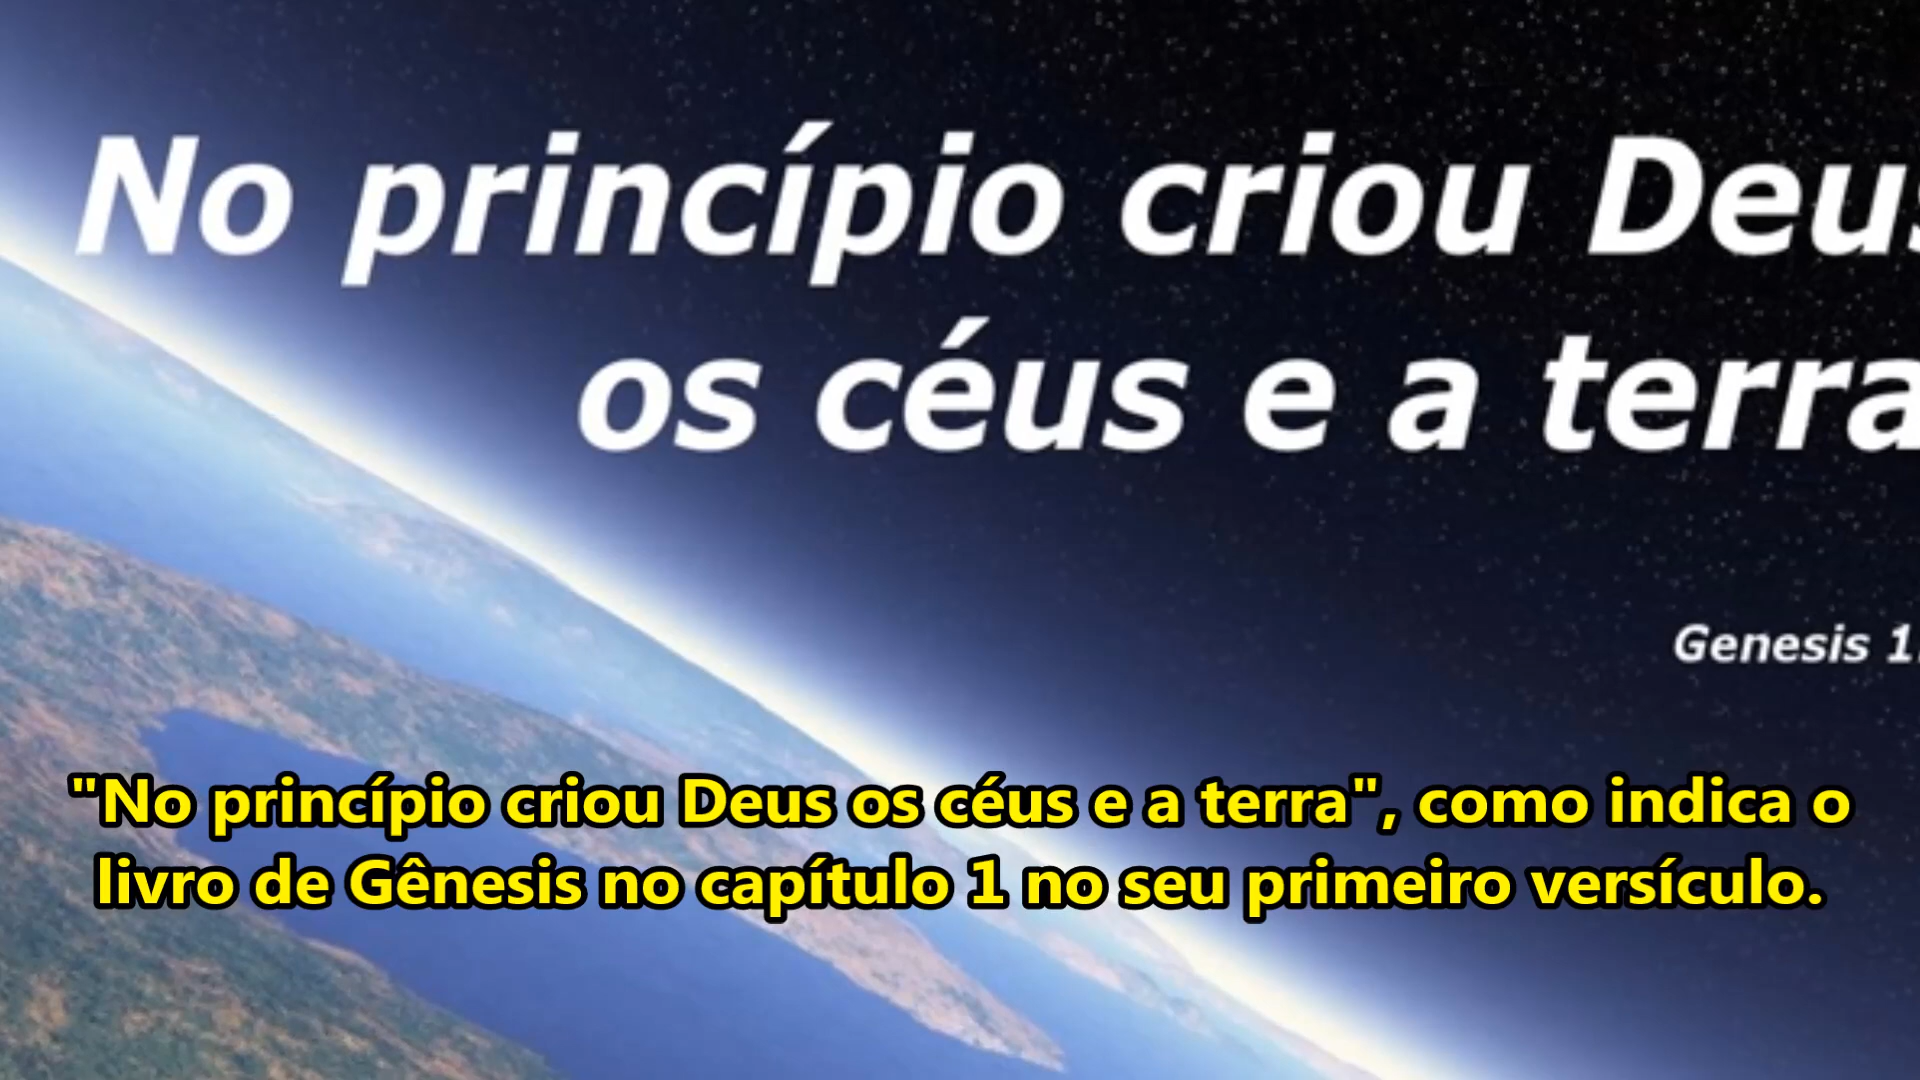 No princípio criou Deus
os céus e a terra
Genesis 1:
"No princípio criou Deus os céus e a terra", como indica o
livro de Gênesis no capítulo 1 no seu primeiro versículo.